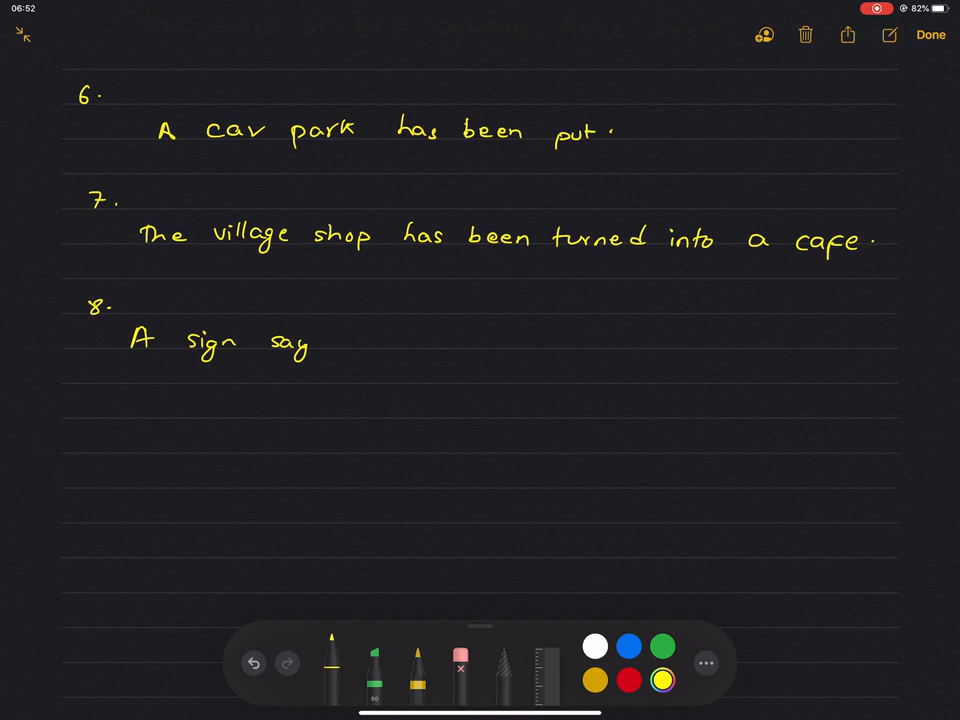 06:52
82%
Done
6.
A car park has been put.
7.
The village shop has been turned into a cafe.
8.
A sign say
80